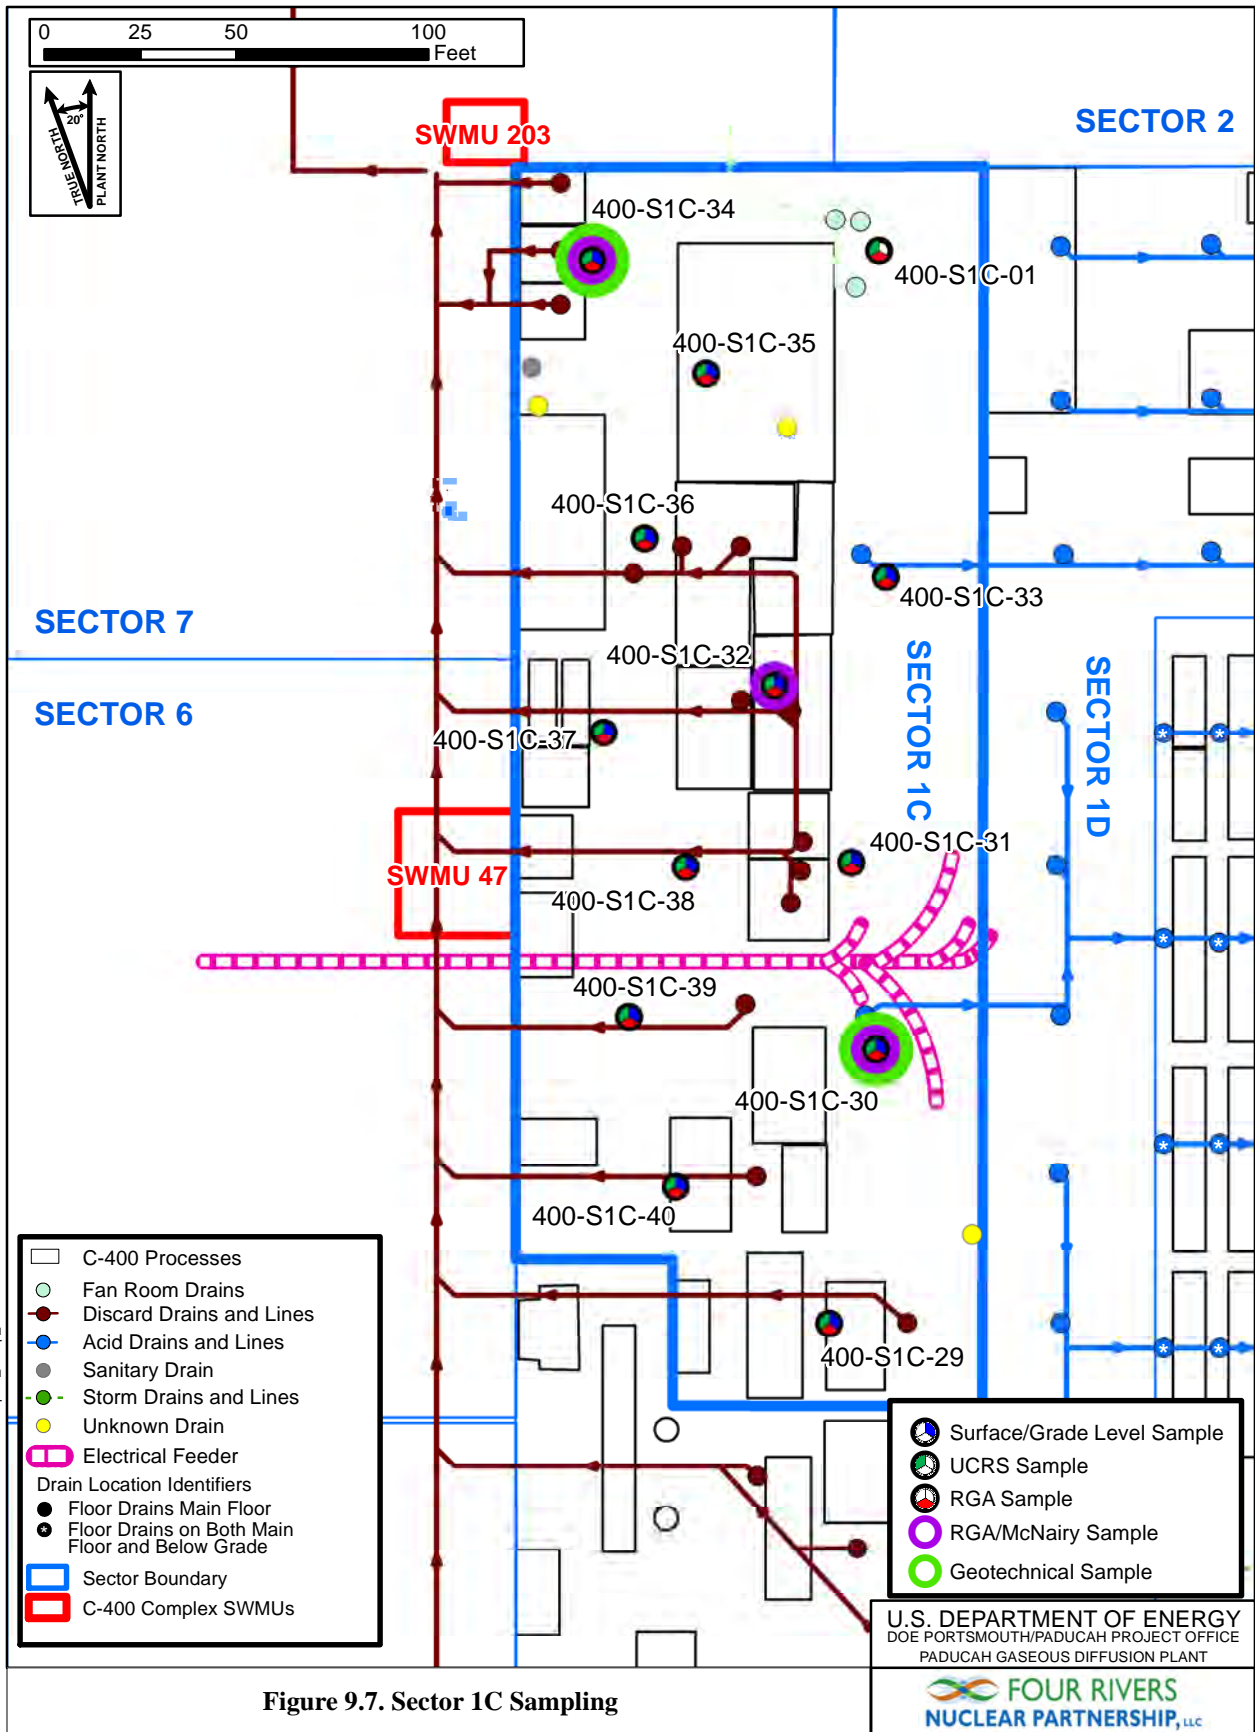 0 25 50 100
Feet
20°
TRUE NORTH
PLANT NORTH
SWMU 203
SECTOR 2
400-S1C-34
400-S1C-01
400-S1C-35
400-S1C-36
400-S1C-33
SECTOR 7
400-S1C-32
SECTOR 6
400-S1C-37
SECTOR 1C
SECTOR 1D
400-S1C-31
SWMU 47
400-S1C-38
400-S1C-39
400-S1C-30
400-S1C-40
400-S1C-29
C-400 Processes
Fan Room Drains
Discard Drains and Lines
Acid Drains and Lines
Sanitary Drain
Storm Drains and Lines
Unknown Drain
Electrical Feeder
Drain Location Identifiers
Floor Drains Main Floor
Floor Drains on Both Main
Floor and Below Grade
Sector Boundary
C-400 Complex SWMUs
Surface/Grade Level Sample
UCRS Sample
RGA Sample
RGA/McNairy Sample
Geotechnical Sample
U.S. DEPARTMENT OF ENERGY
DOE PORTSMOUTH/PADUCAH PROJECT OFFICE
PADUCAH GASEOUS DIFFUSION PLANT
Figure 9.7. Sector 1C Sampling
FOUR RIVERS
NUCLEAR PARTNERSHIP, LLC